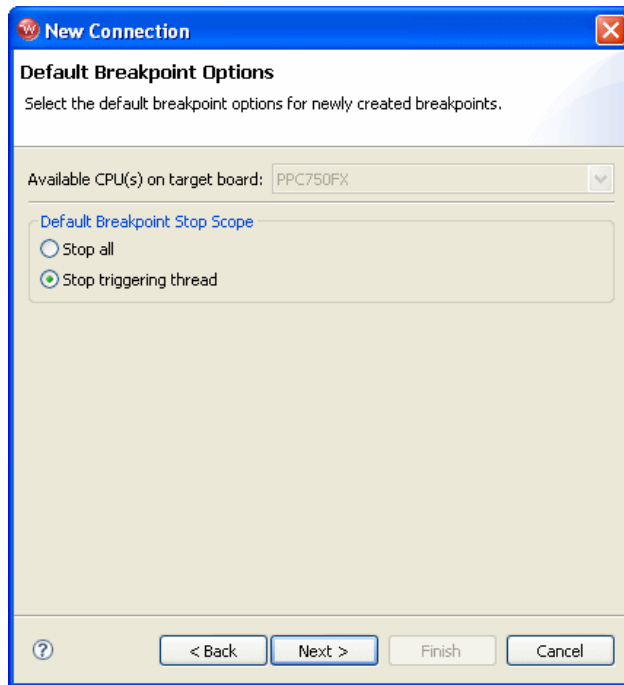 New Connection
Default Breakpoint Options
Select the default breakpoint options for newly created breakpoints.
Available CPU(s) on target board: PPC750FX
Default Breakpoint Stop Scope
Stop all
Stop triggering thread
? < Back Next > Finish Cancel